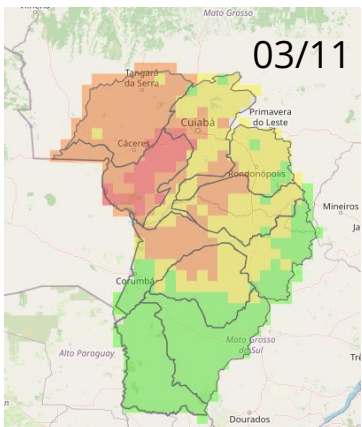 Mato Grosso
03/11
Tangará
da Serra
Cuiabá
Primavera
do Leste
Cáceres
Rondonópolis
Mineiros
Corumbá
Alto Paraguay
Mato Grosso
do Sul
Dourados